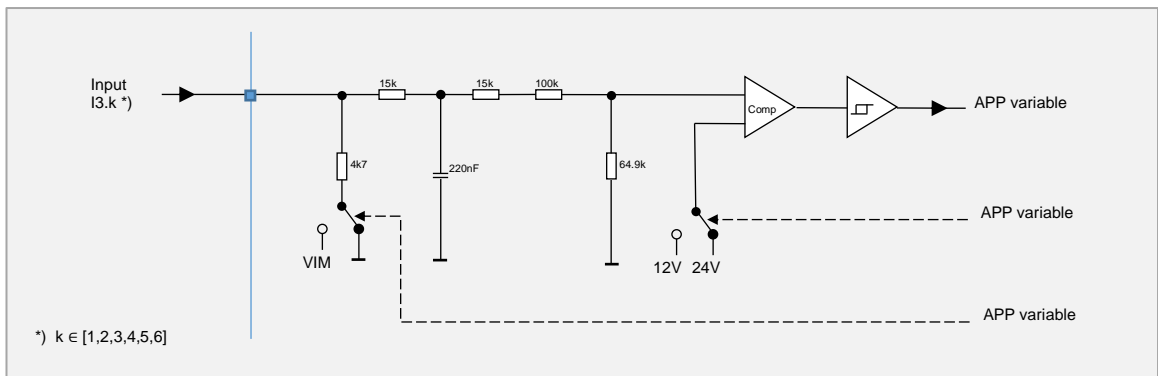 Input
I3.k *)
15k
15k
100k
4k7
220nF
64.9k
Comp
APP variable
APP variable
VIM
12V 24V
APP variable
*) k ∈ [1,2,3,4,5,6]